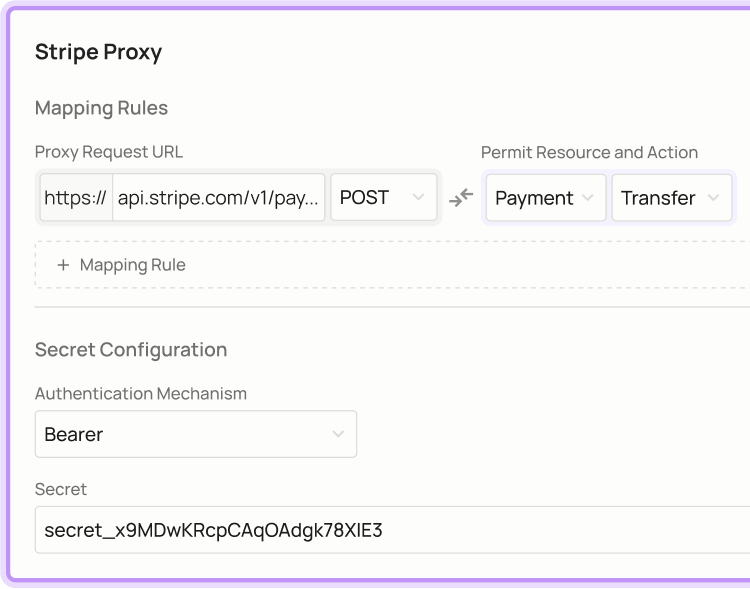 Stripe Proxy
Mapping Rules
Proxy Request URL
Permit Resource and Action
https:// api.stripe.com/v1/pay... POST Payment Transfer
+ Mapping Rule
Secret Configuration
Authentication Mechanism
Bearer
Secret
secret_x9MDwKRcpCAqOAdgk78XlE3